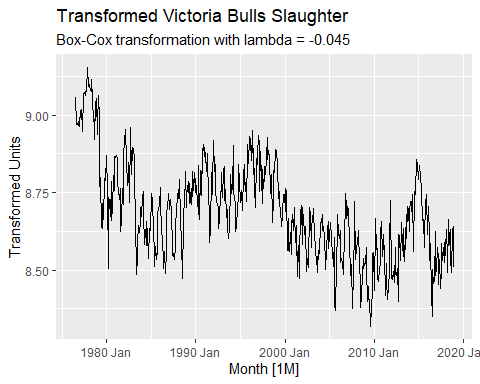 Transformed Victoria Bulls Slaughter
Box-Cox transformation with lambda = -0.045
Transforrmed Units
9.00
8.75
8.50
1980 Jan
1990 Jan
2000 Jan
2010 Jan
2020 Ja
Month [1M]